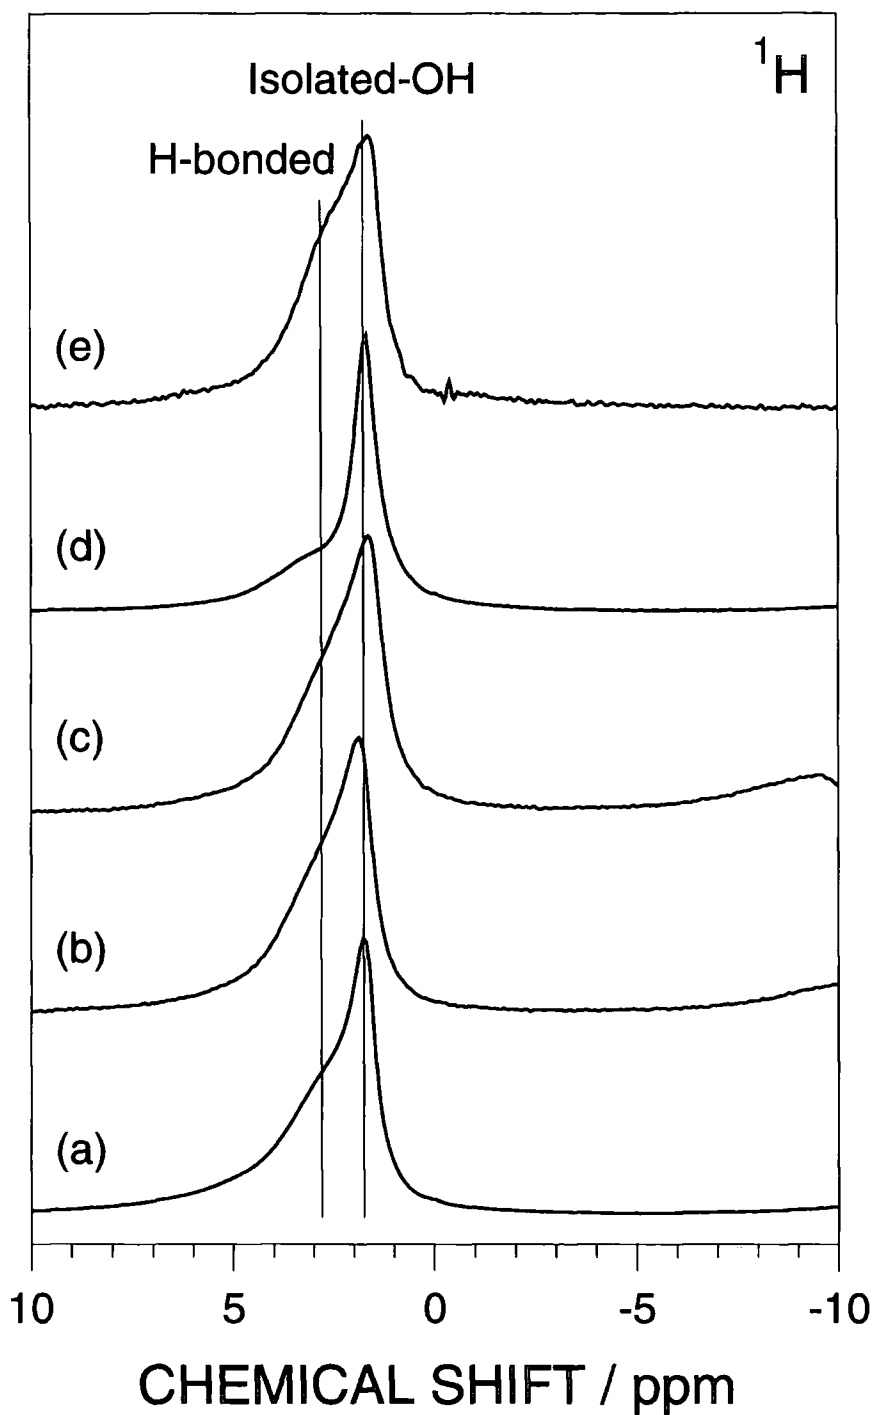 ¹H
Isolated-OH
H-bonded
(e)
(d)
(c)
(b)
(a)
10 5 0 -5 -10
CHEMICAL SHIFT / ppm